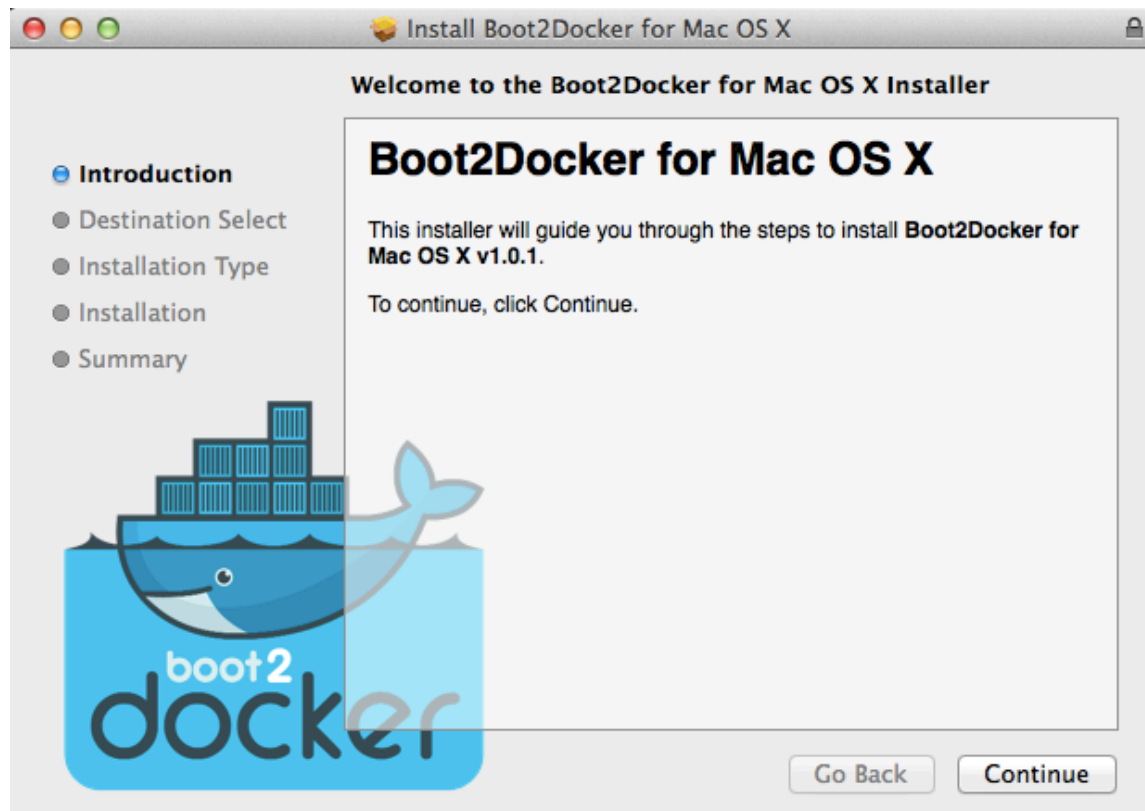 Install Boot2Docker for Mac OS X
Welcome to the Boot2Docker for Mac OS X Installer
Introduction
Destination Select
Installation Type
Installation
Summary
Boot2Docker for Mac OS X
This installer will guide you through the steps to install Boot2Docker for
Mac OS X v1.0.1.
To continue, click Continue.
boot2
docker
Go Back
Continue